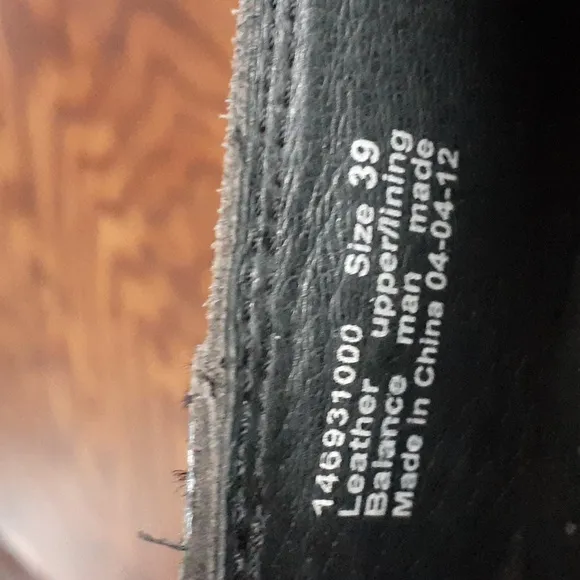 146931000 Size 39
Leather upper/lining
Balance man made
Made in China 04-04-12